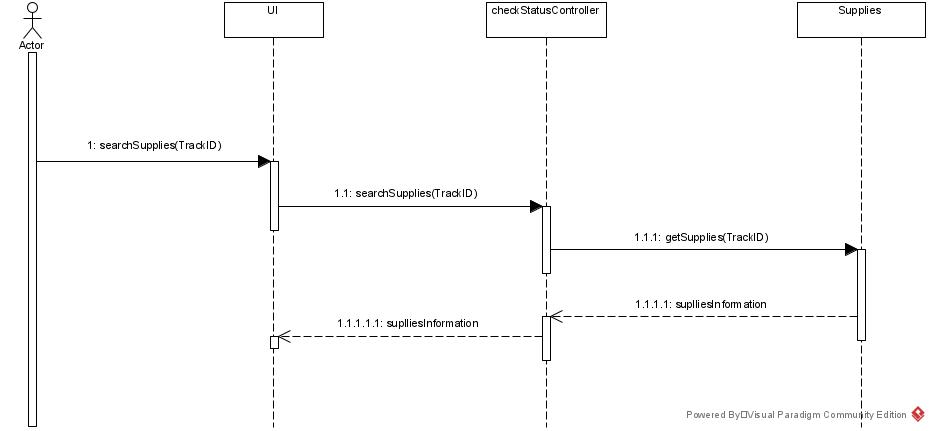 UI
checkStatusController
Supplies
Actor
1: searchSupplies(TrackID)
1.1: searchSupplies(TrackID)
1.1.1: getSupplies(TrackID)
1.1.1.1: suplliesInformation
1.1.1.1.1: suplliesInformation
Powered By□Visual Paradigm Community Edition